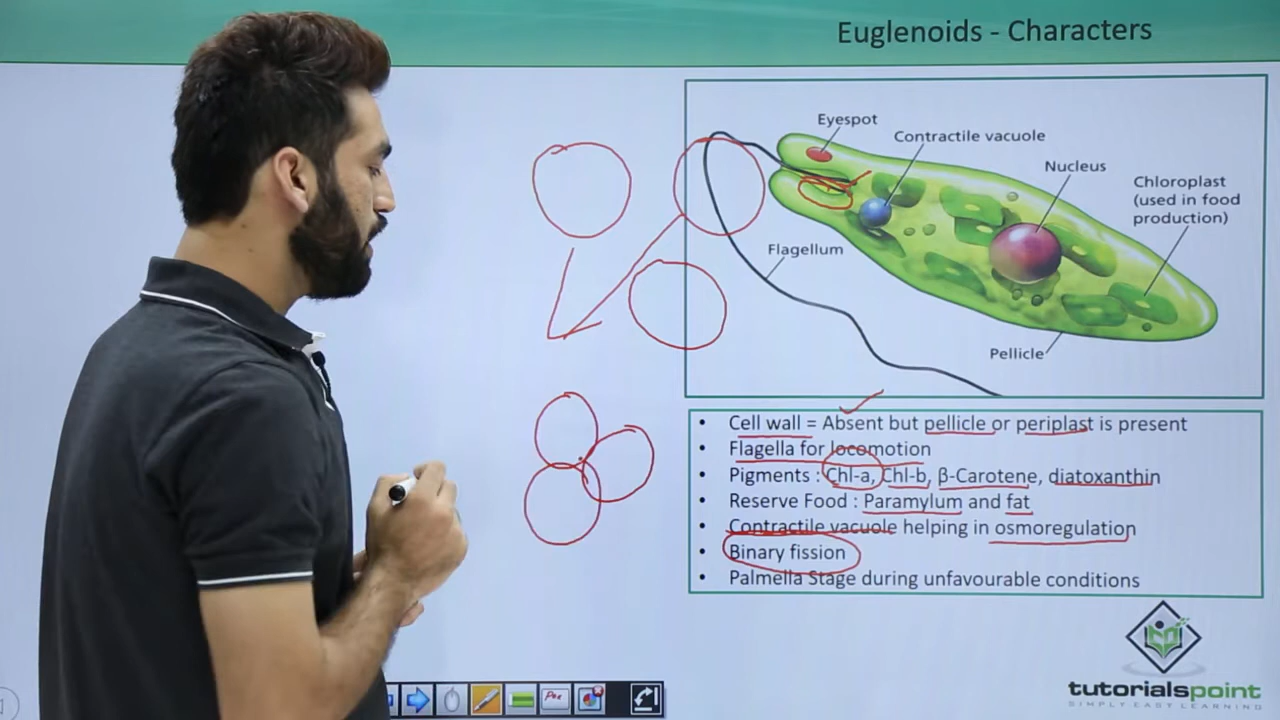 Euglenoids - Characters
Eyespot
Contractile vacuole
Nucleus
Chloroplast
(used in food
production)
Flagellum
Pellicle
• Cell wall = Absent but pellicle or periplast is present
• Flagella for locomotion
• Pigments : Chl-a, Chl-b, β-Carotene, diatoxanthin
• Reserve Food : Paramylum and fat
• Contractile vacuole helping in osmoregulation
• Binary fission
• Palmella Stage during unfavourable conditions
tutorialspoint
SIMPLY EASY LEARNING
Pen